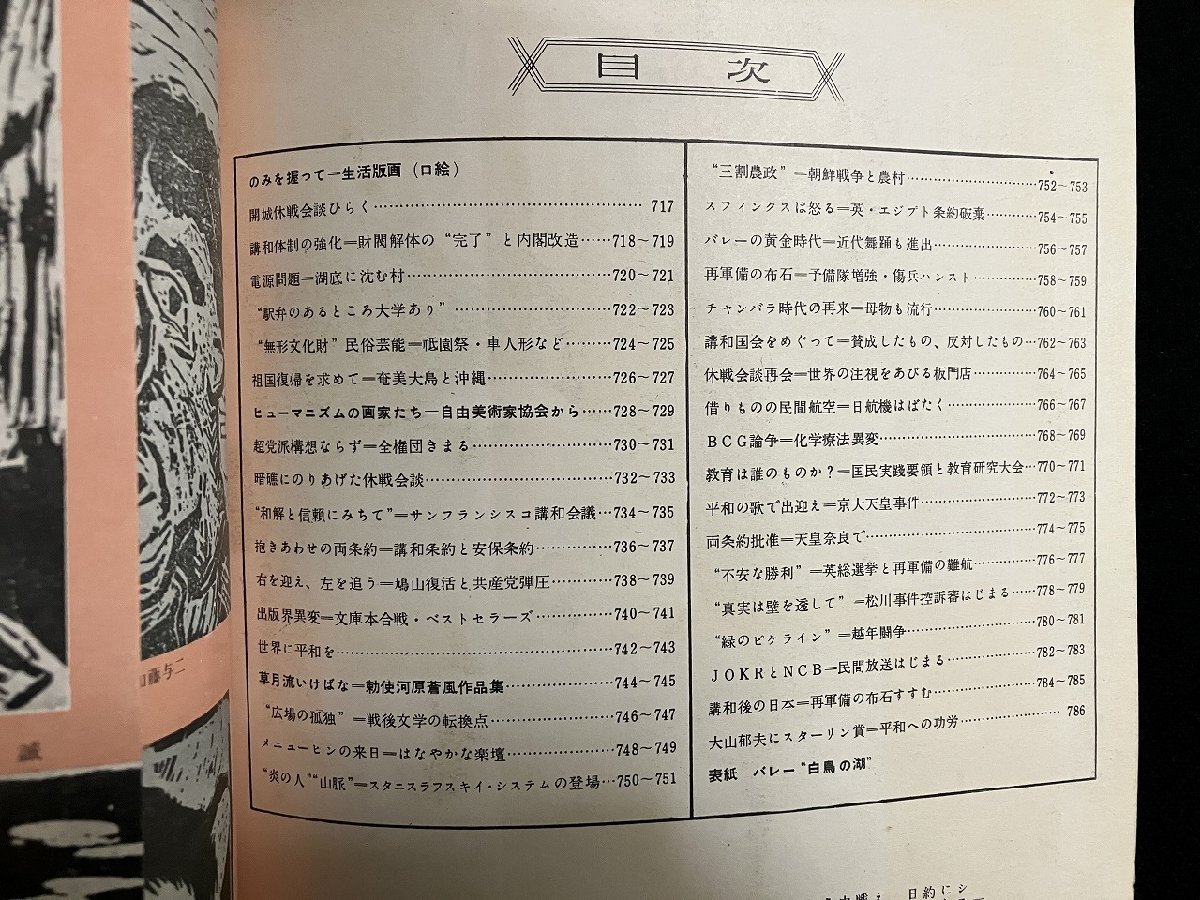 目次
のみを握って―生活版画（口絵）
開城休戦会談ひらく……717
講和体制の強化＝財閥解体の“完了”と内閣改造……718〜719
電源問題―湖底に沈む村……720〜721
“駅弁のあるところ大学あり”……722〜723
“無形文化財”民俗芸能＝祗園祭・車人形など……724〜725
祖国復帰を求めて＝奄美大島と沖縄……726〜727
ヒューマニズムの画家たち―自由美術家協会から……728〜729
超党派構想ならず＝全権団きまる……730〜731
暗礁にのりあげた休戦会談……732〜733
“和解と信頼にみちて”＝サンフランシスコ講和会議…734〜735
抱きあわせの両条約＝講和条約と安保条約……736〜737
右を迎え、左を追う＝鳩山復活と共産党弾圧……738〜739
出版界異変＝文庫本合戦・ベストセラーズ……740〜741
世界に平和を……742〜743
草月流いけばな＝勅使河原蒼風作品集……744〜745
“広場の孤独”＝戦後文学の転換点……746〜747
メニューヒンの来日＝はなやかな楽壇……748〜749
“炎の人”“山脈”＝スタニスラフスキイ・システムの登場…750〜751
“三割農政”―朝鮮戦争と農村……752〜753
スフィンクスは怒る＝英・エジプト条約破棄……754〜755
バレーの黄金時代＝近代舞踊も進出……756〜757
再軍備の布石＝予備隊増強・傷兵ハンスト……758〜759
チャンバラ時代の再来―母物も流行……760〜761
講和国会をめぐって＝賛成したもの、反対したもの…762〜763
休戦会談再会＝世界の注視をあびる板門店……764〜765
借りものの民間航空＝日航機はばたく……766〜767
BCG論争＝化学療法異変……768〜769
教育は誰のものか？＝国民実践要領と教育研究大会…770〜771
平和の歌で出迎え＝京大天皇事件……772〜773
両条約批准＝天皇奈良で……774〜775
“不安な勝利”＝英総選挙と再軍備の難航……776〜777
“真実は壁を透して”＝松川事件控訴審はじまる……778〜779
“緑のピケライン”＝越年闘争……780〜781
JOKRとNCB―民間放送はじまる……782〜783
講和後の日本＝再軍備の布石すすむ……784〜785
大山郁夫にスターリン賞＝平和への功労……786
表紙　バレー“白鳥の湖”
藤与二